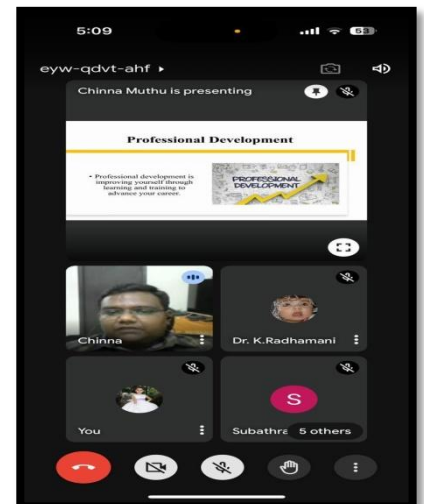 5:09
53
eyw-qdvt-ahf
Chinna Muthu is presenting
Professional Development
• Professional development is
improving yourself through
learning and training to
advance your career.
PROFESSIONAL
DEVELOPMENT
Chinna
Dr. K.Radhamani
You
S
Subathra
5 others